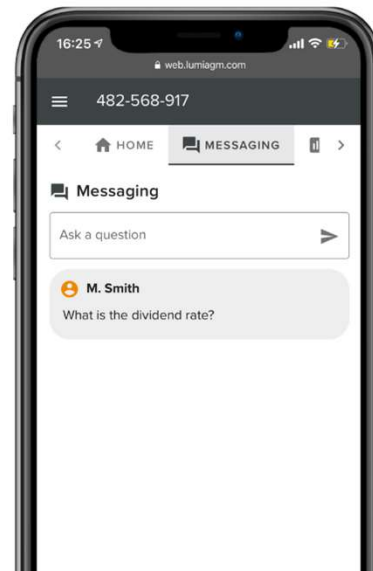 16:25
web.lumiagm.com
482-568-917
HOME
MESSAGING
Messaging
Ask a question
M. Smith
What is the dividend rate?